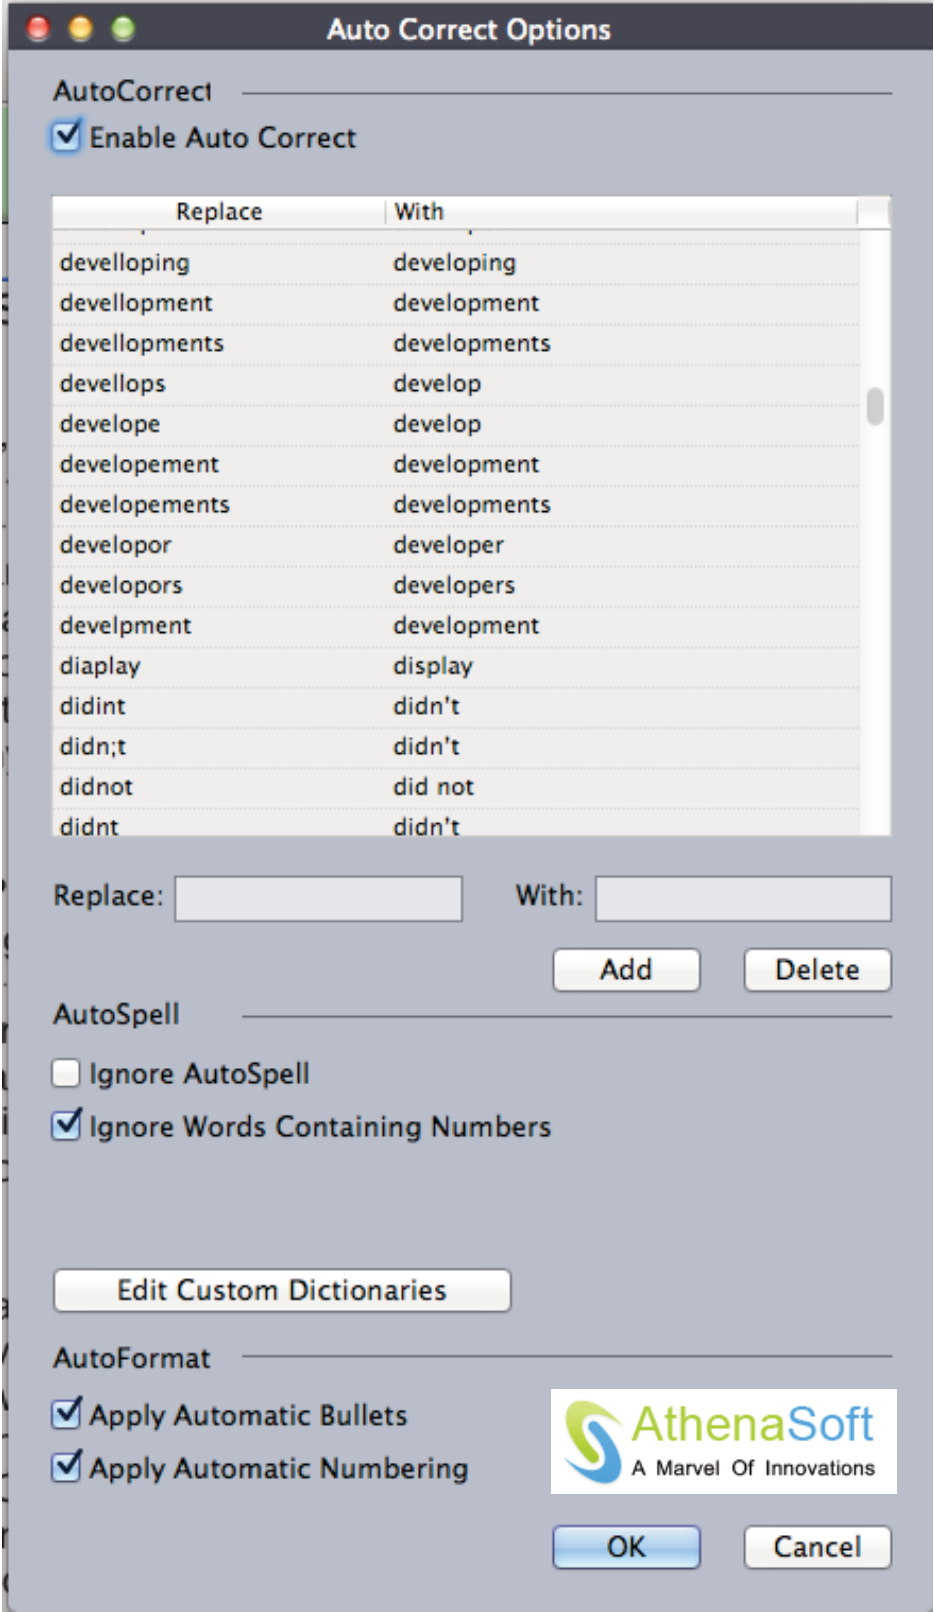 Auto Correct Options
AutoCorrect
Enable Auto Correct
Replace With
develloping developing
devellopment development
devellopments developments
devellops develop
develope develop
developement development
developements developments
developor developer
developors developers
develpment development
diaplay display
didint didn't
didn;t didn't
didnot did not
didnt didn't
Replace: With:
Add Delete
AutoSpell
Ignore AutoSpell
Ignore Words Containing Numbers
Edit Custom Dictionaries
AutoFormat
Apply Automatic Bullets
Apply Automatic Numbering
AthenaSoft
A Marvel Of Innovations
OK Cancel